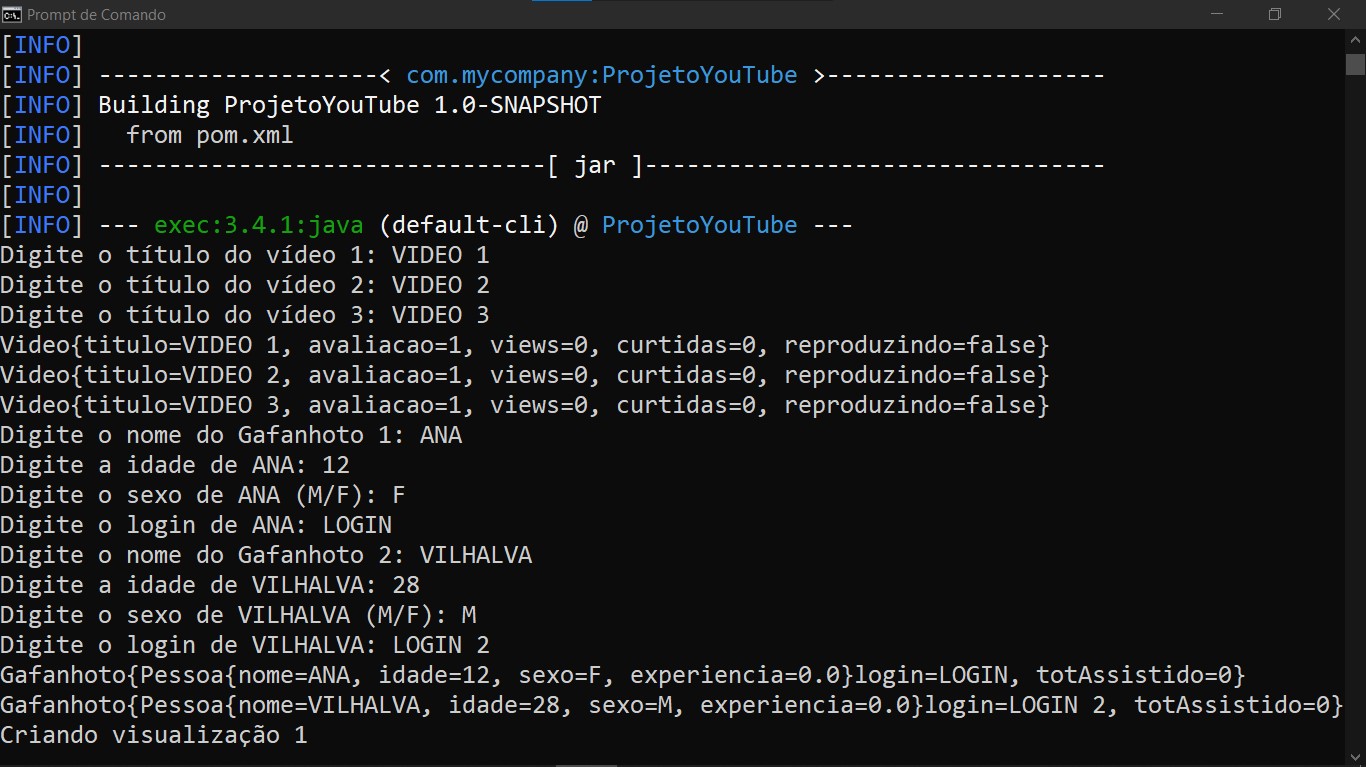 Prompt de Comando
[INFO]
[INFO] --------------------< com.mycompany:ProjetoYouTube >--------------------
[INFO] Building ProjetoYouTube 1.0-SNAPSHOT
[INFO]   from pom.xml
[INFO] --------------------------------[ jar ]---------------------------------
[INFO]
[INFO] --- exec:3.4.1:java (default-cli) @ ProjetoYouTube ---
Digite o título do vídeo 1: VIDEO 1
Digite o título do vídeo 2: VIDEO 2
Digite o título do vídeo 3: VIDEO 3
Video{titulo=VIDEO 1, avaliacao=1, views=0, curtidas=0, reproduzindo=false}
Video{titulo=VIDEO 2, avaliacao=1, views=0, curtidas=0, reproduzindo=false}
Video{titulo=VIDEO 3, avaliacao=1, views=0, curtidas=0, reproduzindo=false}
Digite o nome do Gafanhoto 1: ANA
Digite a idade de ANA: 12
Digite o sexo de ANA (M/F): F
Digite o login de ANA: LOGIN
Digite o nome do Gafanhoto 2: VILHALVA
Digite a idade de VILHALVA: 28
Digite o sexo de VILHALVA (M/F): M
Digite o login de VILHALVA: LOGIN 2
Gafanhoto{Pessoa{nome=ANA, idade=12, sexo=F, experiencia=0.0}login=LOGIN, totAssistido=0}
Gafanhoto{Pessoa{nome=VILHALVA, idade=28, sexo=M, experiencia=0.0}login=LOGIN 2, totAssistido=0}
Criando visualização 1